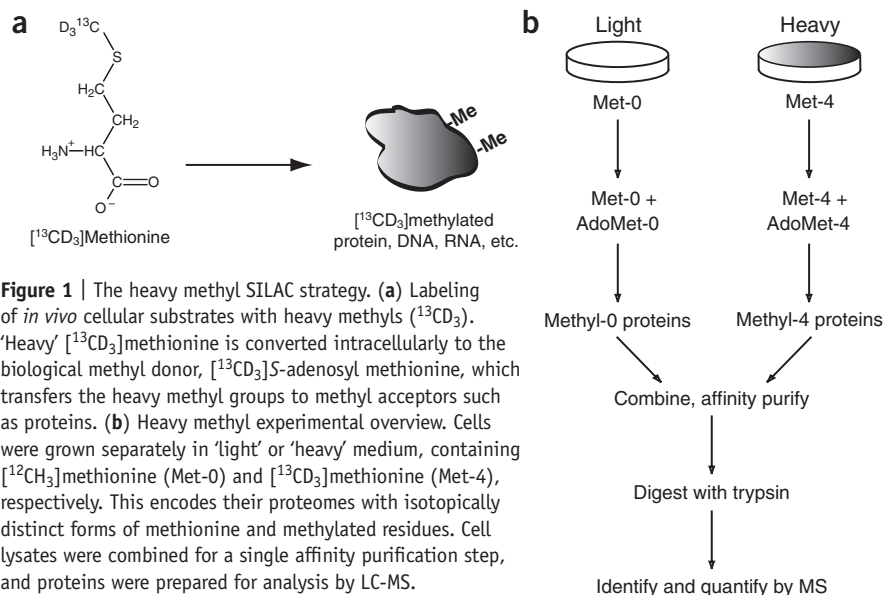 a
D₃¹³C
S
H₂C
CH₂
H₃N⁺—HC
C=O
O⁻
[¹³CD₃]Methionine
-Me
-Me
[¹³CD₃]methylated
protein, DNA, RNA, etc.
b
Light
Heavy
Met-0
Met-4
Met-0 +
AdoMet-0
Met-4 +
AdoMet-4
Methyl-0 proteins
Methyl-4 proteins
Combine, affinity purify
Digest with trypsin
Identify and quantify by MS
Figure 1 | The heavy methyl SILAC strategy. (a) Labeling
of in vivo cellular substrates with heavy methyls (¹³CD₃).
‘Heavy’ [¹³CD₃]methionine is converted intracellularly to the
biological methyl donor, [¹³CD₃]S-adenosyl methionine, which
transfers the heavy methyl groups to methyl acceptors such
as proteins. (b) Heavy methyl experimental overview. Cells
were grown separately in ‘light’ or ‘heavy’ medium, containing
[¹²CH₃]methionine (Met-0) and [¹³CD₃]methionine (Met-4),
respectively. This encodes their proteomes with isotopically
distinct forms of methionine and methylated residues. Cell
lysates were combined for a single affinity purification step,
and proteins were prepared for analysis by LC-MS.